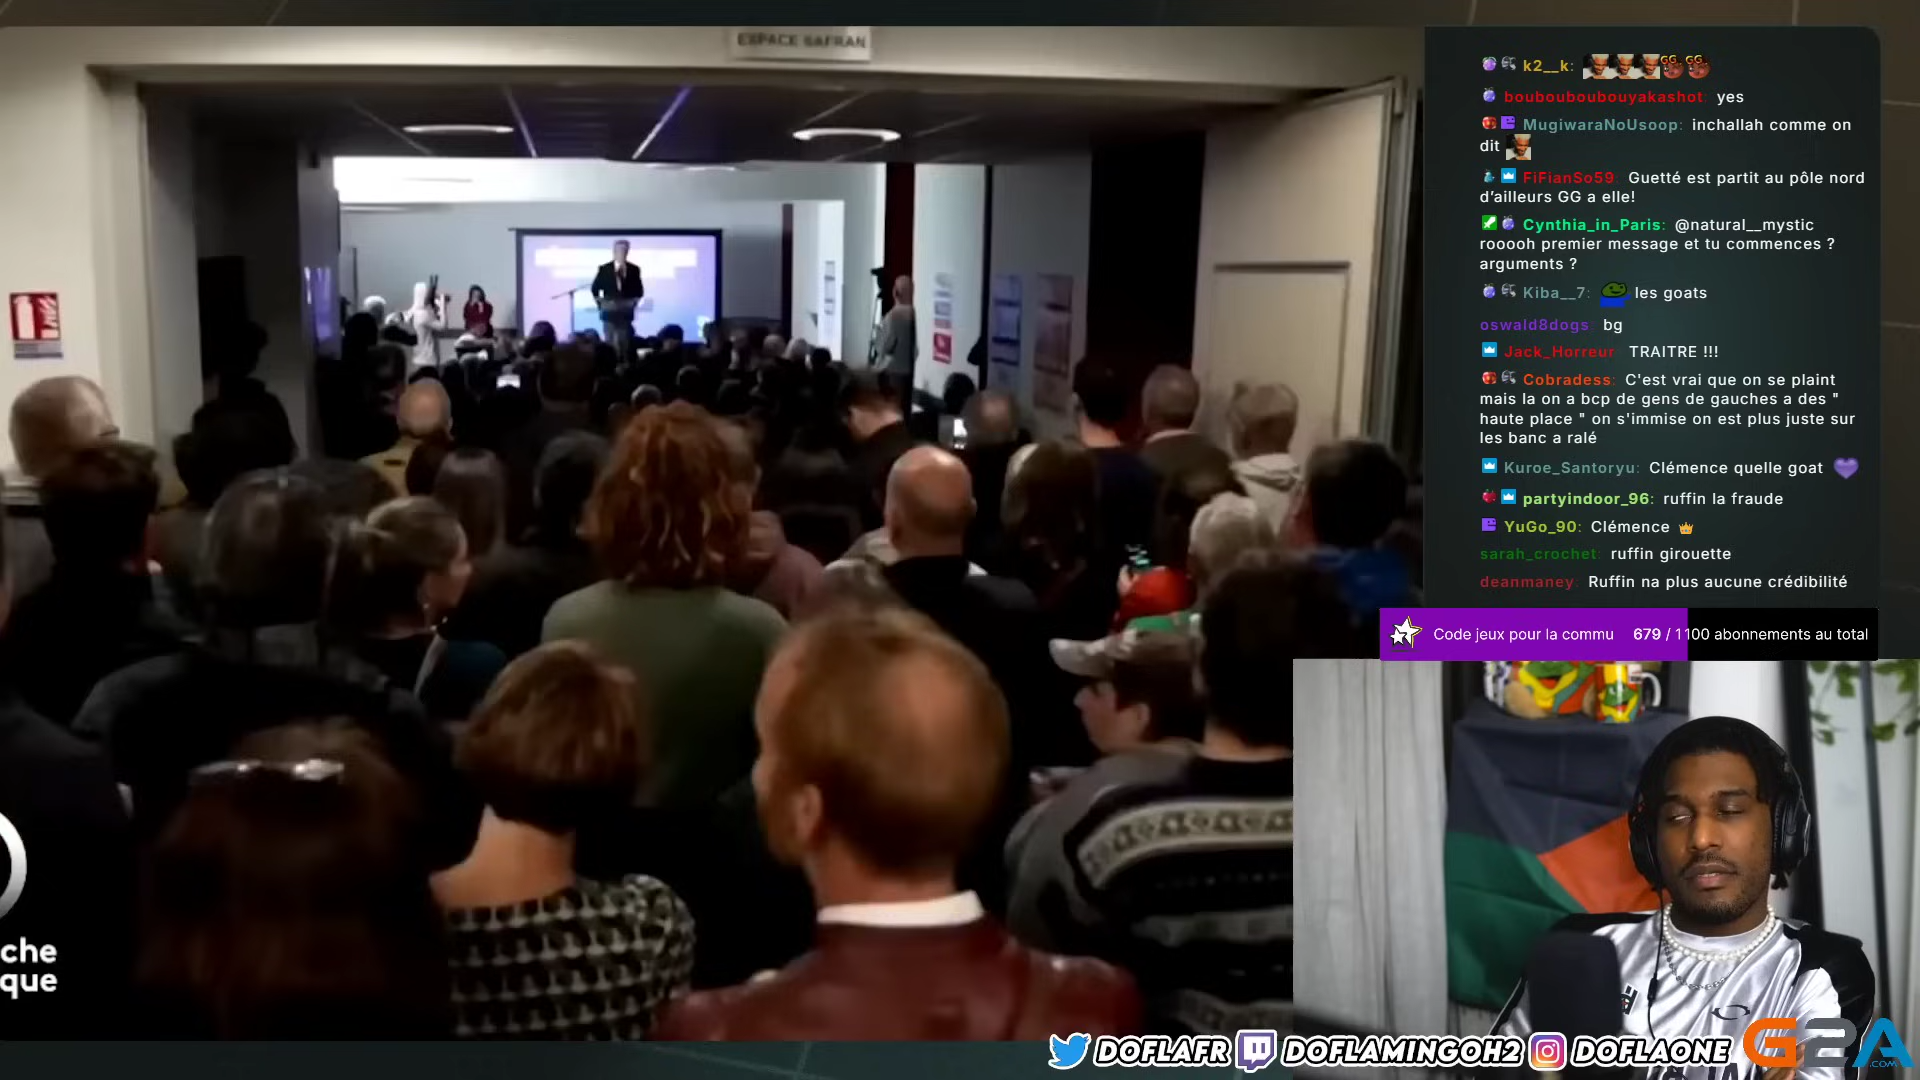 EXPACE SAFRAN
k2__k:
GG GG
boubouboubouyakashot: yes
MugiwaraNoUsoop: inchallah comme on
dit
FiFianSo59: Guetté est partit au pôle nord
d'ailleurs GG a elle!
Cynthia_in_Paris: @natural__mystic
rooooh premier message et tu commences ?
arguments ?
Kiba__7: les goats
oswald8dogs: bg
Jack_Horreur: TRAITRE !!!
Cobradess: C'est vrai que on se plaint
mais la on a bcp de gens de gauches a des "
haute place " on s'immise on est plus juste sur
les banc a ralé
Kuroe_Santoryu: Clémence quelle goat
partyindoor_96: ruffin la fraude
YuGo_90: Clémence
sarah_crochet: ruffin girouette
deanmaney: Ruffin na plus aucune crédibilité
Code jeux pour la commu 679 / 1100 abonnements au total
che
que
DOFLAFR DOFLAMINGOH2 DOFLAONE
G2A
.COM